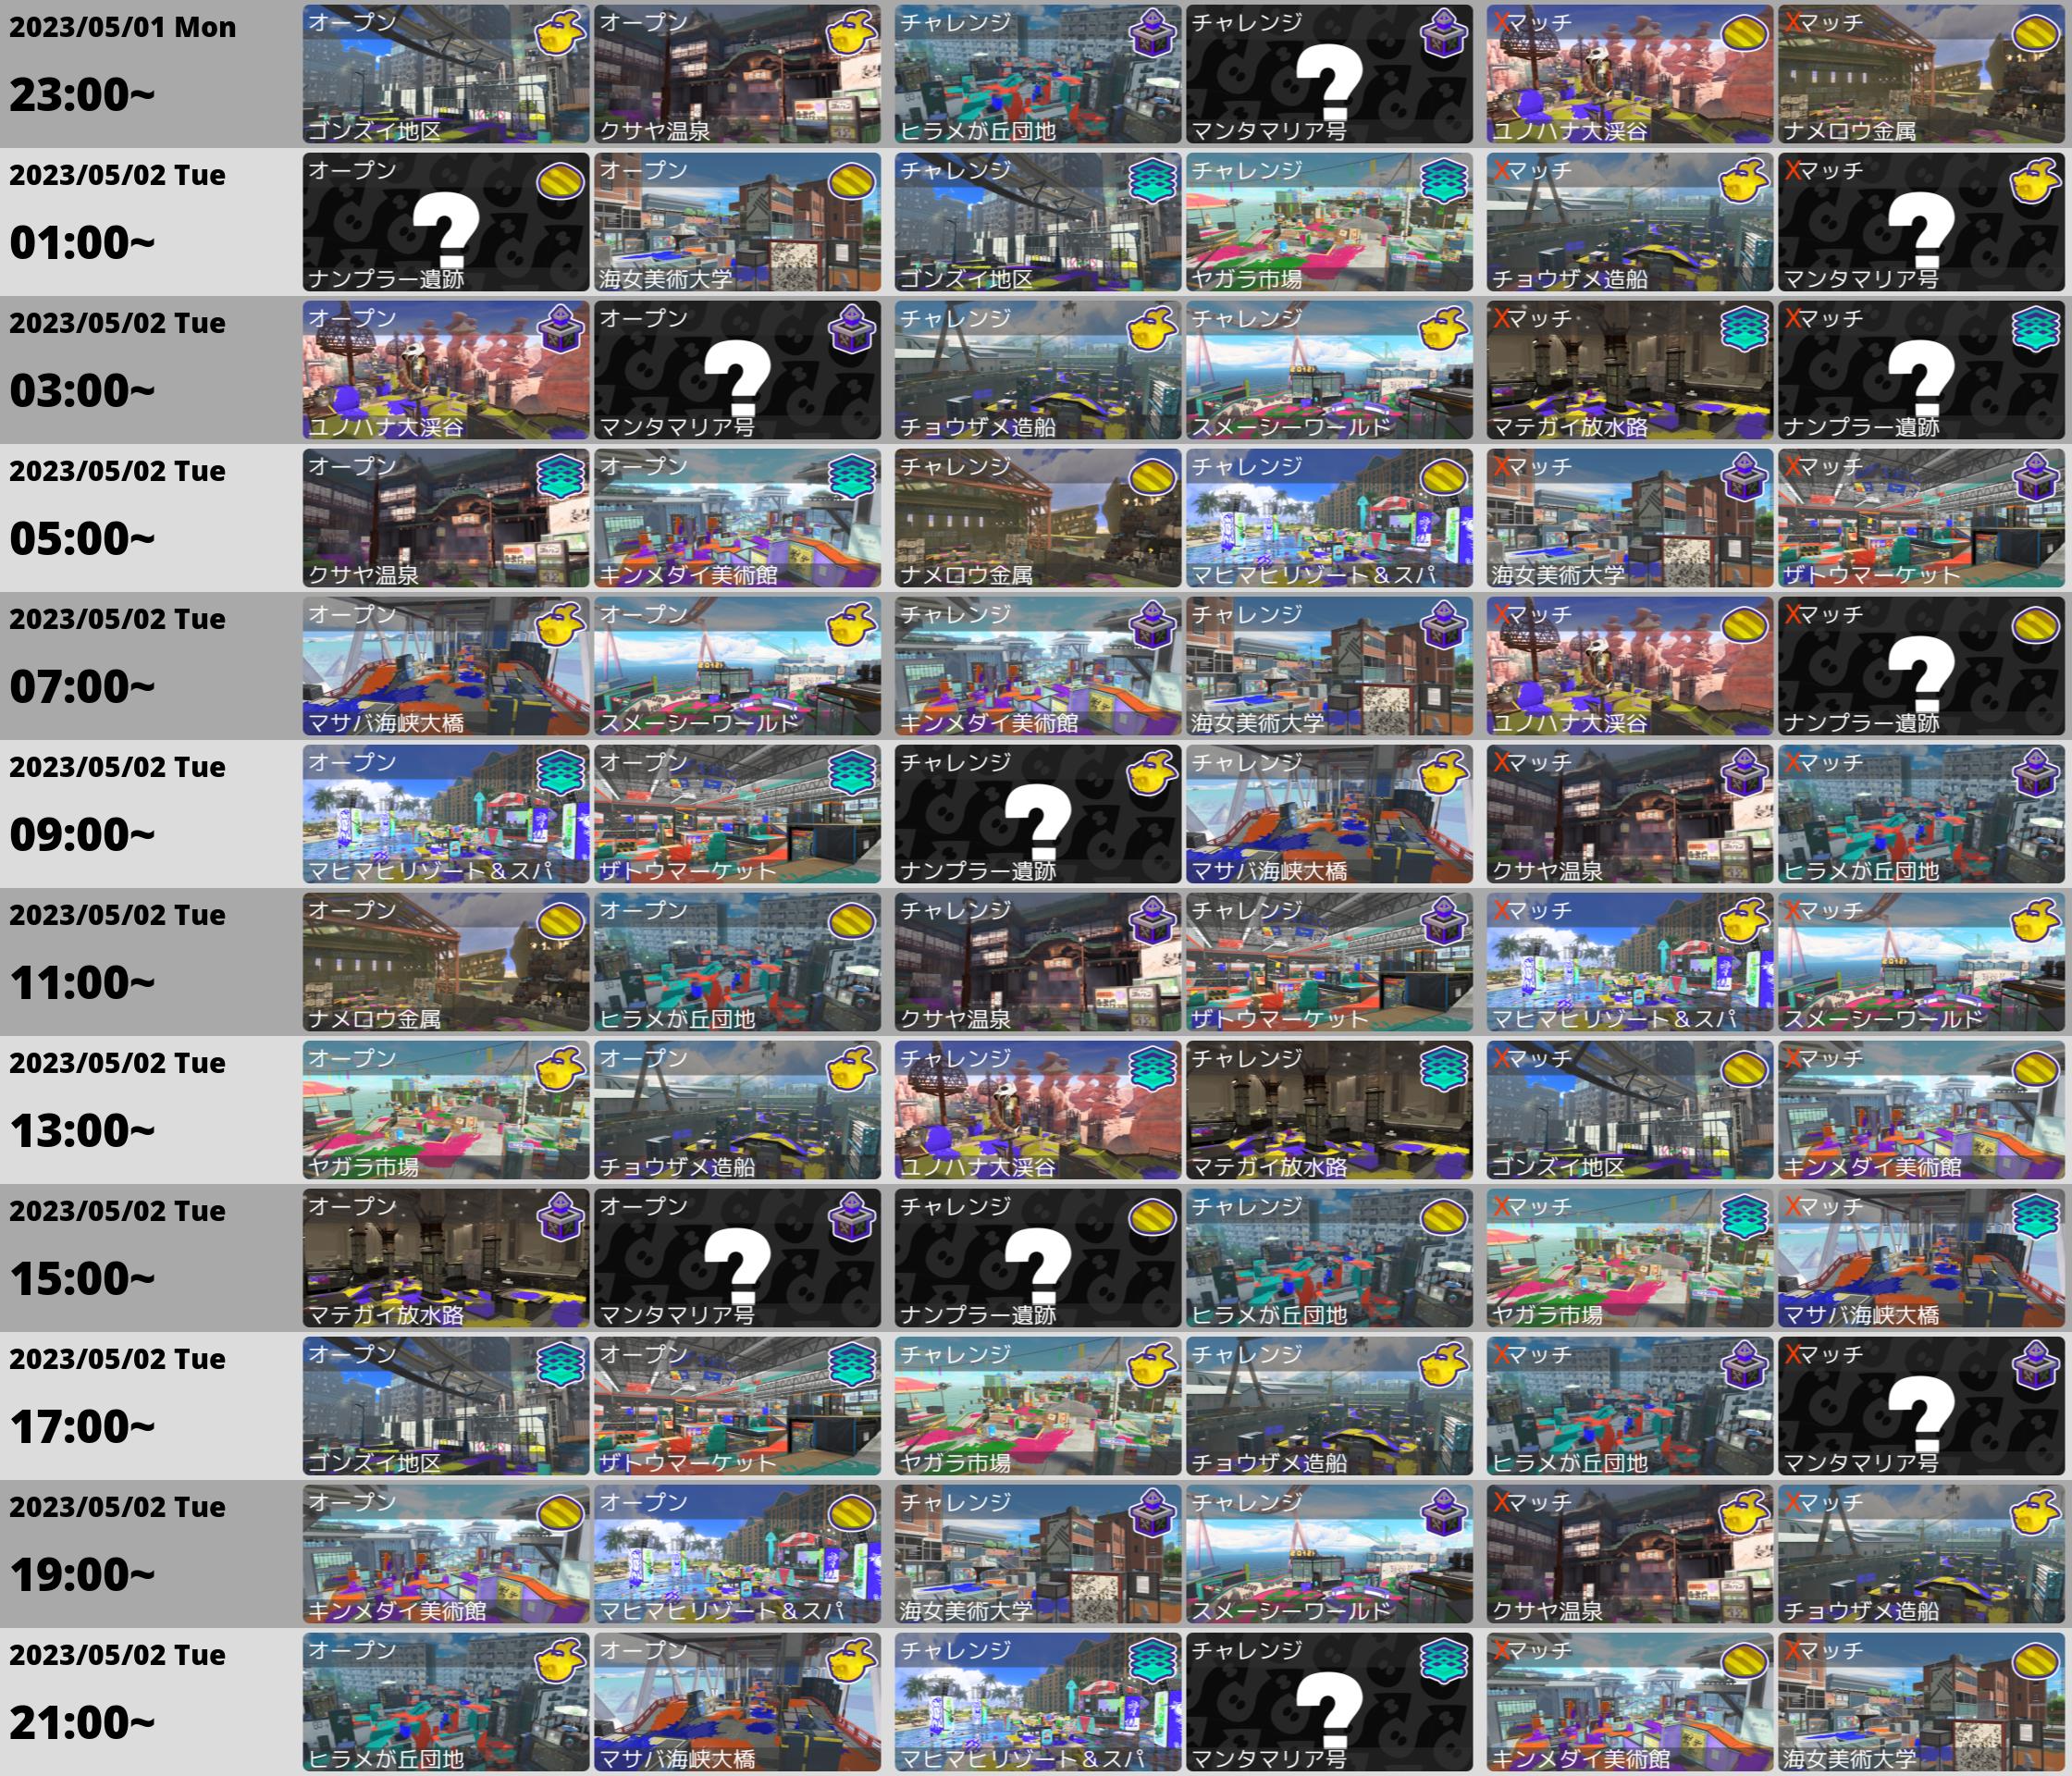 2023/05/01 Mon
23:00~
オープン オープン チャレンジ チャレンジ Xマッチ Xマッチ
ゴンズイ地区 クサヤ温泉 ヒラメが丘団地 マンタマリア号 ユノハナ大渓谷 ナメロウ金属
2023/05/02 Tue
01:00~
オープン オープン チャレンジ チャレンジ Xマッチ Xマッチ
ナンプラー遺跡 海女美術大学 ゴンズイ地区 ヤガラ市場 チョウザメ造船 マンタマリア号
2023/05/02 Tue
03:00~
オープン オープン チャレンジ チャレンジ Xマッチ Xマッチ
ユノハナ大渓谷 マンタマリア号 チョウザメ造船 スメーシーワールド マテガイ放水路 ナンプラー遺跡
2023/05/02 Tue
05:00~
オープン オープン チャレンジ チャレンジ Xマッチ Xマッチ
クサヤ温泉 キンメダイ美術館 ナメロウ金属 マヒマヒリゾート&スパ 海女美術大学 ザトウマーケット
2023/05/02 Tue
07:00~
オープン オープン チャレンジ チャレンジ Xマッチ Xマッチ
マサバ海峡大橋 スメーシーワールド キンメダイ美術館 海女美術大学 ユノハナ大渓谷 ナンプラー遺跡
2023/05/02 Tue
09:00~
オープン オープン チャレンジ チャレンジ Xマッチ Xマッチ
マヒマヒリゾート&スパ ザトウマーケット ナンプラー遺跡 マサバ海峡大橋 クサヤ温泉 ヒラメが丘団地
2023/05/02 Tue
11:00~
オープン オープン チャレンジ チャレンジ Xマッチ Xマッチ
ナメロウ金属 ヒラメが丘団地 クサヤ温泉 ザトウマーケット マヒマヒリゾート&スパ スメーシーワールド
2023/05/02 Tue
13:00~
オープン オープン チャレンジ チャレンジ Xマッチ Xマッチ
ヤガラ市場 チョウザメ造船 ユノハナ大渓谷 マテガイ放水路 ゴンズイ地区 キンメダイ美術館
2023/05/02 Tue
15:00~
オープン オープン チャレンジ チャレンジ Xマッチ Xマッチ
マテガイ放水路 マンタマリア号 ナンプラー遺跡 ヒラメが丘団地 ヤガラ市場 マサバ海峡大橋
2023/05/02 Tue
17:00~
オープン オープン チャレンジ チャレンジ Xマッチ Xマッチ
ゴンズイ地区 ザトウマーケット ヤガラ市場 チョウザメ造船 ヒラメが丘団地 マンタマリア号
2023/05/02 Tue
19:00~
オープン オープン チャレンジ チャレンジ Xマッチ Xマッチ
キンメダイ美術館 マヒマヒリゾート&スパ 海女美術大学 スメーシーワールド クサヤ温泉 チョウザメ造船
2023/05/02 Tue
21:00~
オープン オープン チャレンジ チャレンジ Xマッチ Xマッチ
ヒラメが丘団地 マサバ海峡大橋 マヒマヒリゾート&スパ マンタマリア号 キンメダイ美術館 海女美術大学